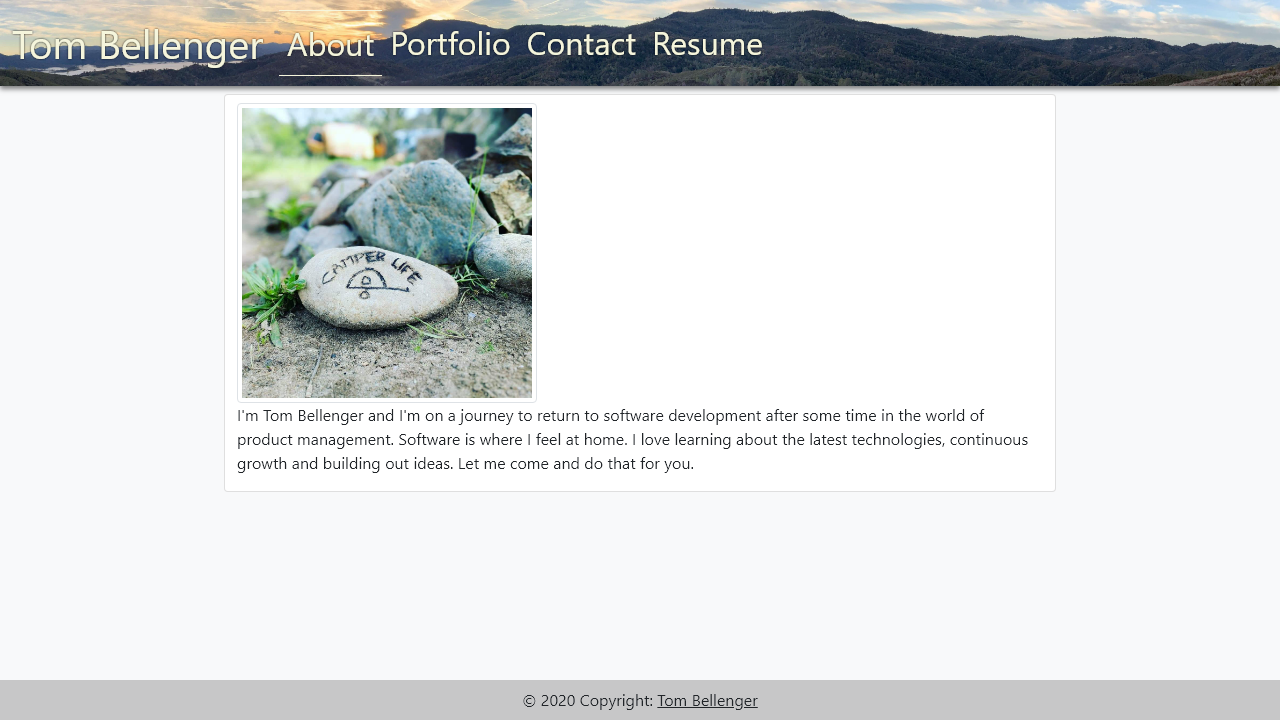 Tom Bellenger About Portfolio Contact Resume
CAMPER LIFE
I'm Tom Bellenger and I'm on a journey to return to software development after some time in the world of
product management. Software is where I feel at home. I love learning about the latest technologies, continuous
growth and building out ideas. Let me come and do that for you.
© 2020 Copyright: Tom Bellenger